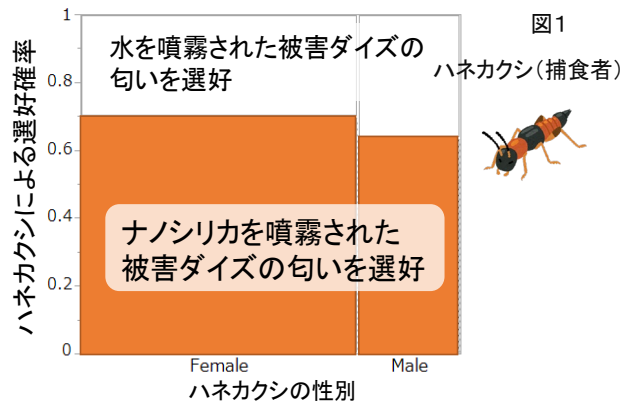 図1
ハネカクシ(捕食者)
ハネカクシによる選好確率
1
0.8
0.6
0.4
0.2
0
水を噴霧された被害ダイズの
匂いを選好
ナノシリカを噴霧された
被害ダイズの匂いを選好
Female
Male
ハネカクシの性別